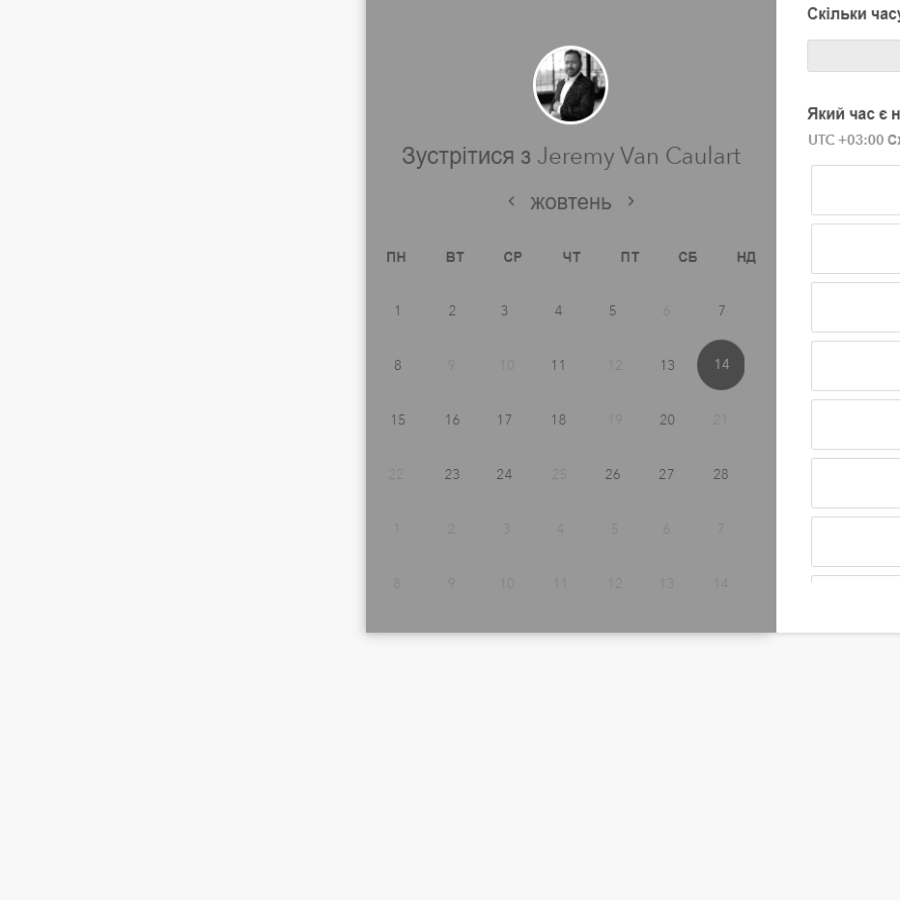 Скільки часу
Який час є н
UTC +03:00 Сх
Зустрітися з Jeremy Van Caulart
‹ жовтень ›
ПН ВТ СР ЧТ ПТ СБ НД
1 2 3 4 5 6 7
8 9 10 11 12 13 14
15 16 17 18 19 20 21
22 23 24 25 26 27 28
1 2 3 4 5 6 7
8 9 10 11 12 13 14